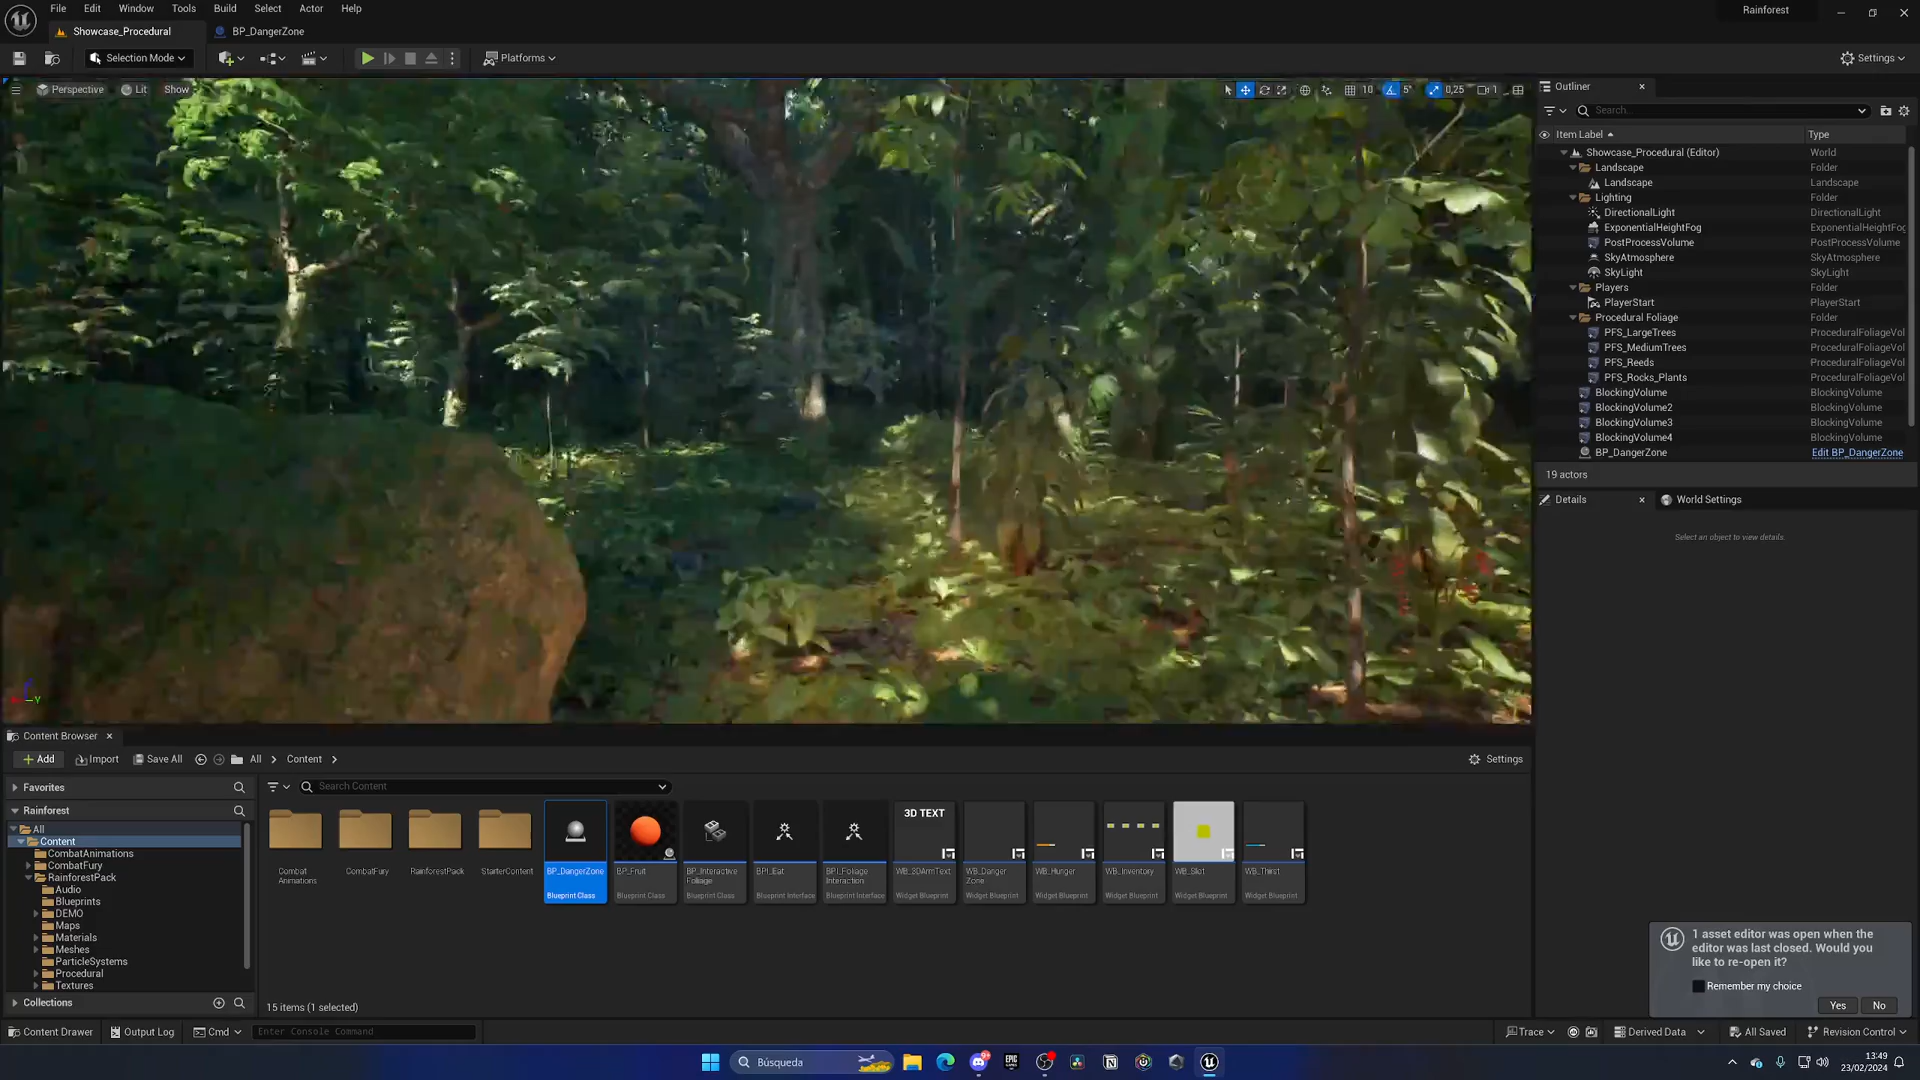 File Edit Window Tools Build Select Actor Help
Rainforest
Showcase_Procedural BP_DangerZone
Selection Mode
Platforms
Settings
Perspective Lit Show
10 5° 0,25 1
Outliner
Search...
Item Label Type
Showcase_Procedural (Editor) World
Landscape Folder
Landscape Landscape
Lighting Folder
DirectionalLight DirectionalLight
ExponentialHeightFog ExponentialHeightFog
PostProcessVolume PostProcessVolume
SkyAtmosphere SkyAtmosphere
SkyLight SkyLight
Players Folder
PlayerStart PlayerStart
Procedural Foliage Folder
PFS_LargeTrees ProceduralFoliageVol
PFS_MediumTrees ProceduralFoliageVol
PFS_Reeds ProceduralFoliageVol
PFS_Rocks_Plants ProceduralFoliageVol
BlockingVolume BlockingVolume
BlockingVolume2 BlockingVolume
BlockingVolume3 BlockingVolume
BlockingVolume4 BlockingVolume
BP_DangerZone Edit BP_DangerZone
19 actors
Details World Settings
Select an object to view details.
Y
Content Browser
Add Import Save All All Content
Settings
Favorites
Search Content
Rainforest
All
Content
CombatAnimations
CombatFury
RainforestPack
Audio
Blueprints
DEMO
Maps
Materials
Meshes
ParticleSystems
Procedural
Textures
Collections
Combat
Animations
CombatFury
RainforestPack
StarterContent
BP_DangerZone
Blueprint Class
BP_Fruit
Blueprint Class
BP_Interactive
Foliage
Blueprint Class
BPI_Eat
Blueprint Interface
BPI_Foliage
Interaction
Blueprint Interface
3D TEXT
WB_3DArmText
Widget Blueprint
WB_Danger
Zone
Widget Blueprint
WB_Hunger
Widget Blueprint
WB_Inventory
Widget Blueprint
WB_Slot
Widget Blueprint
WB_Thirst
Widget Blueprint
15 items (1 selected)
1 asset editor was open when the
editor was last closed. Would you
like to re-open it?
Remember my choice
Yes No
Content Drawer Output Log Cmd Enter Console Command
Trace Derived Data All Saved Revision Control
Búsqueda
EPIC
13:49
23/02/2024